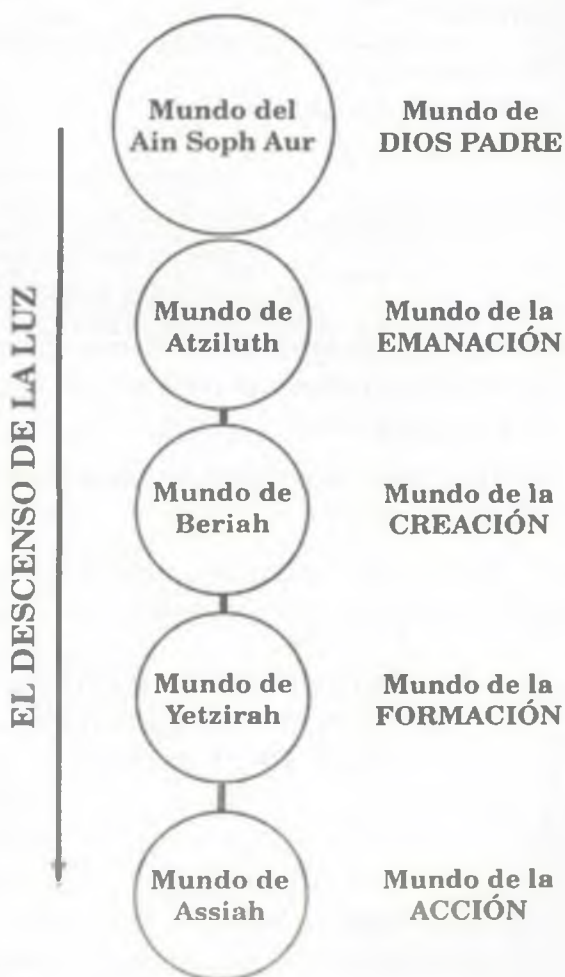 Mundo del
Ain Soph Aur
Mundo de
DIOS PADRE
EL DESCENSO DE LA LUZ
Mundo de
Atziluth
Mundo de la
EMANACIÓN
Mundo de
Beriah
Mundo de la
CREACIÓN
Mundo de
Yetzirah
Mundo de la
FORMACIÓN
Mundo de
Assiah
Mundo de la
ACCIÓN